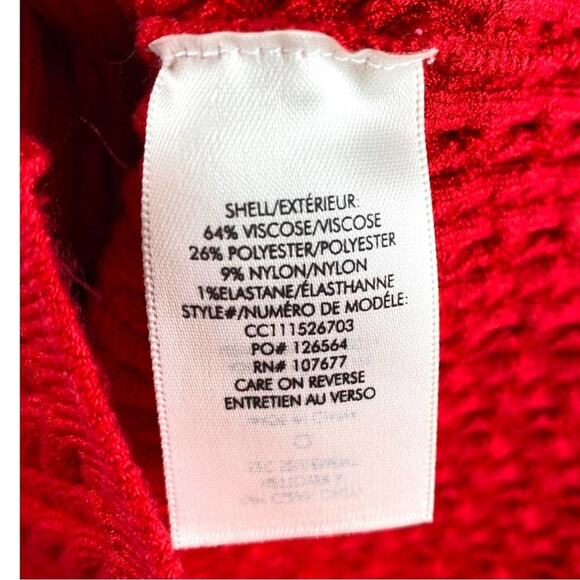 SHELL/EXTÉRIEUR:
64% VISCOSE/VISCOSE
26% POLYESTER/POLYESTER
9% NYLON/NYLON
1%ELASTANE/ÉLASTHANNE
STYLE#/NUMÉRO DE MODÉLE:
CC111526703
PO# 126564
RN# 107677
CARE ON REVERSE
ENTRETIEN AU VERSO